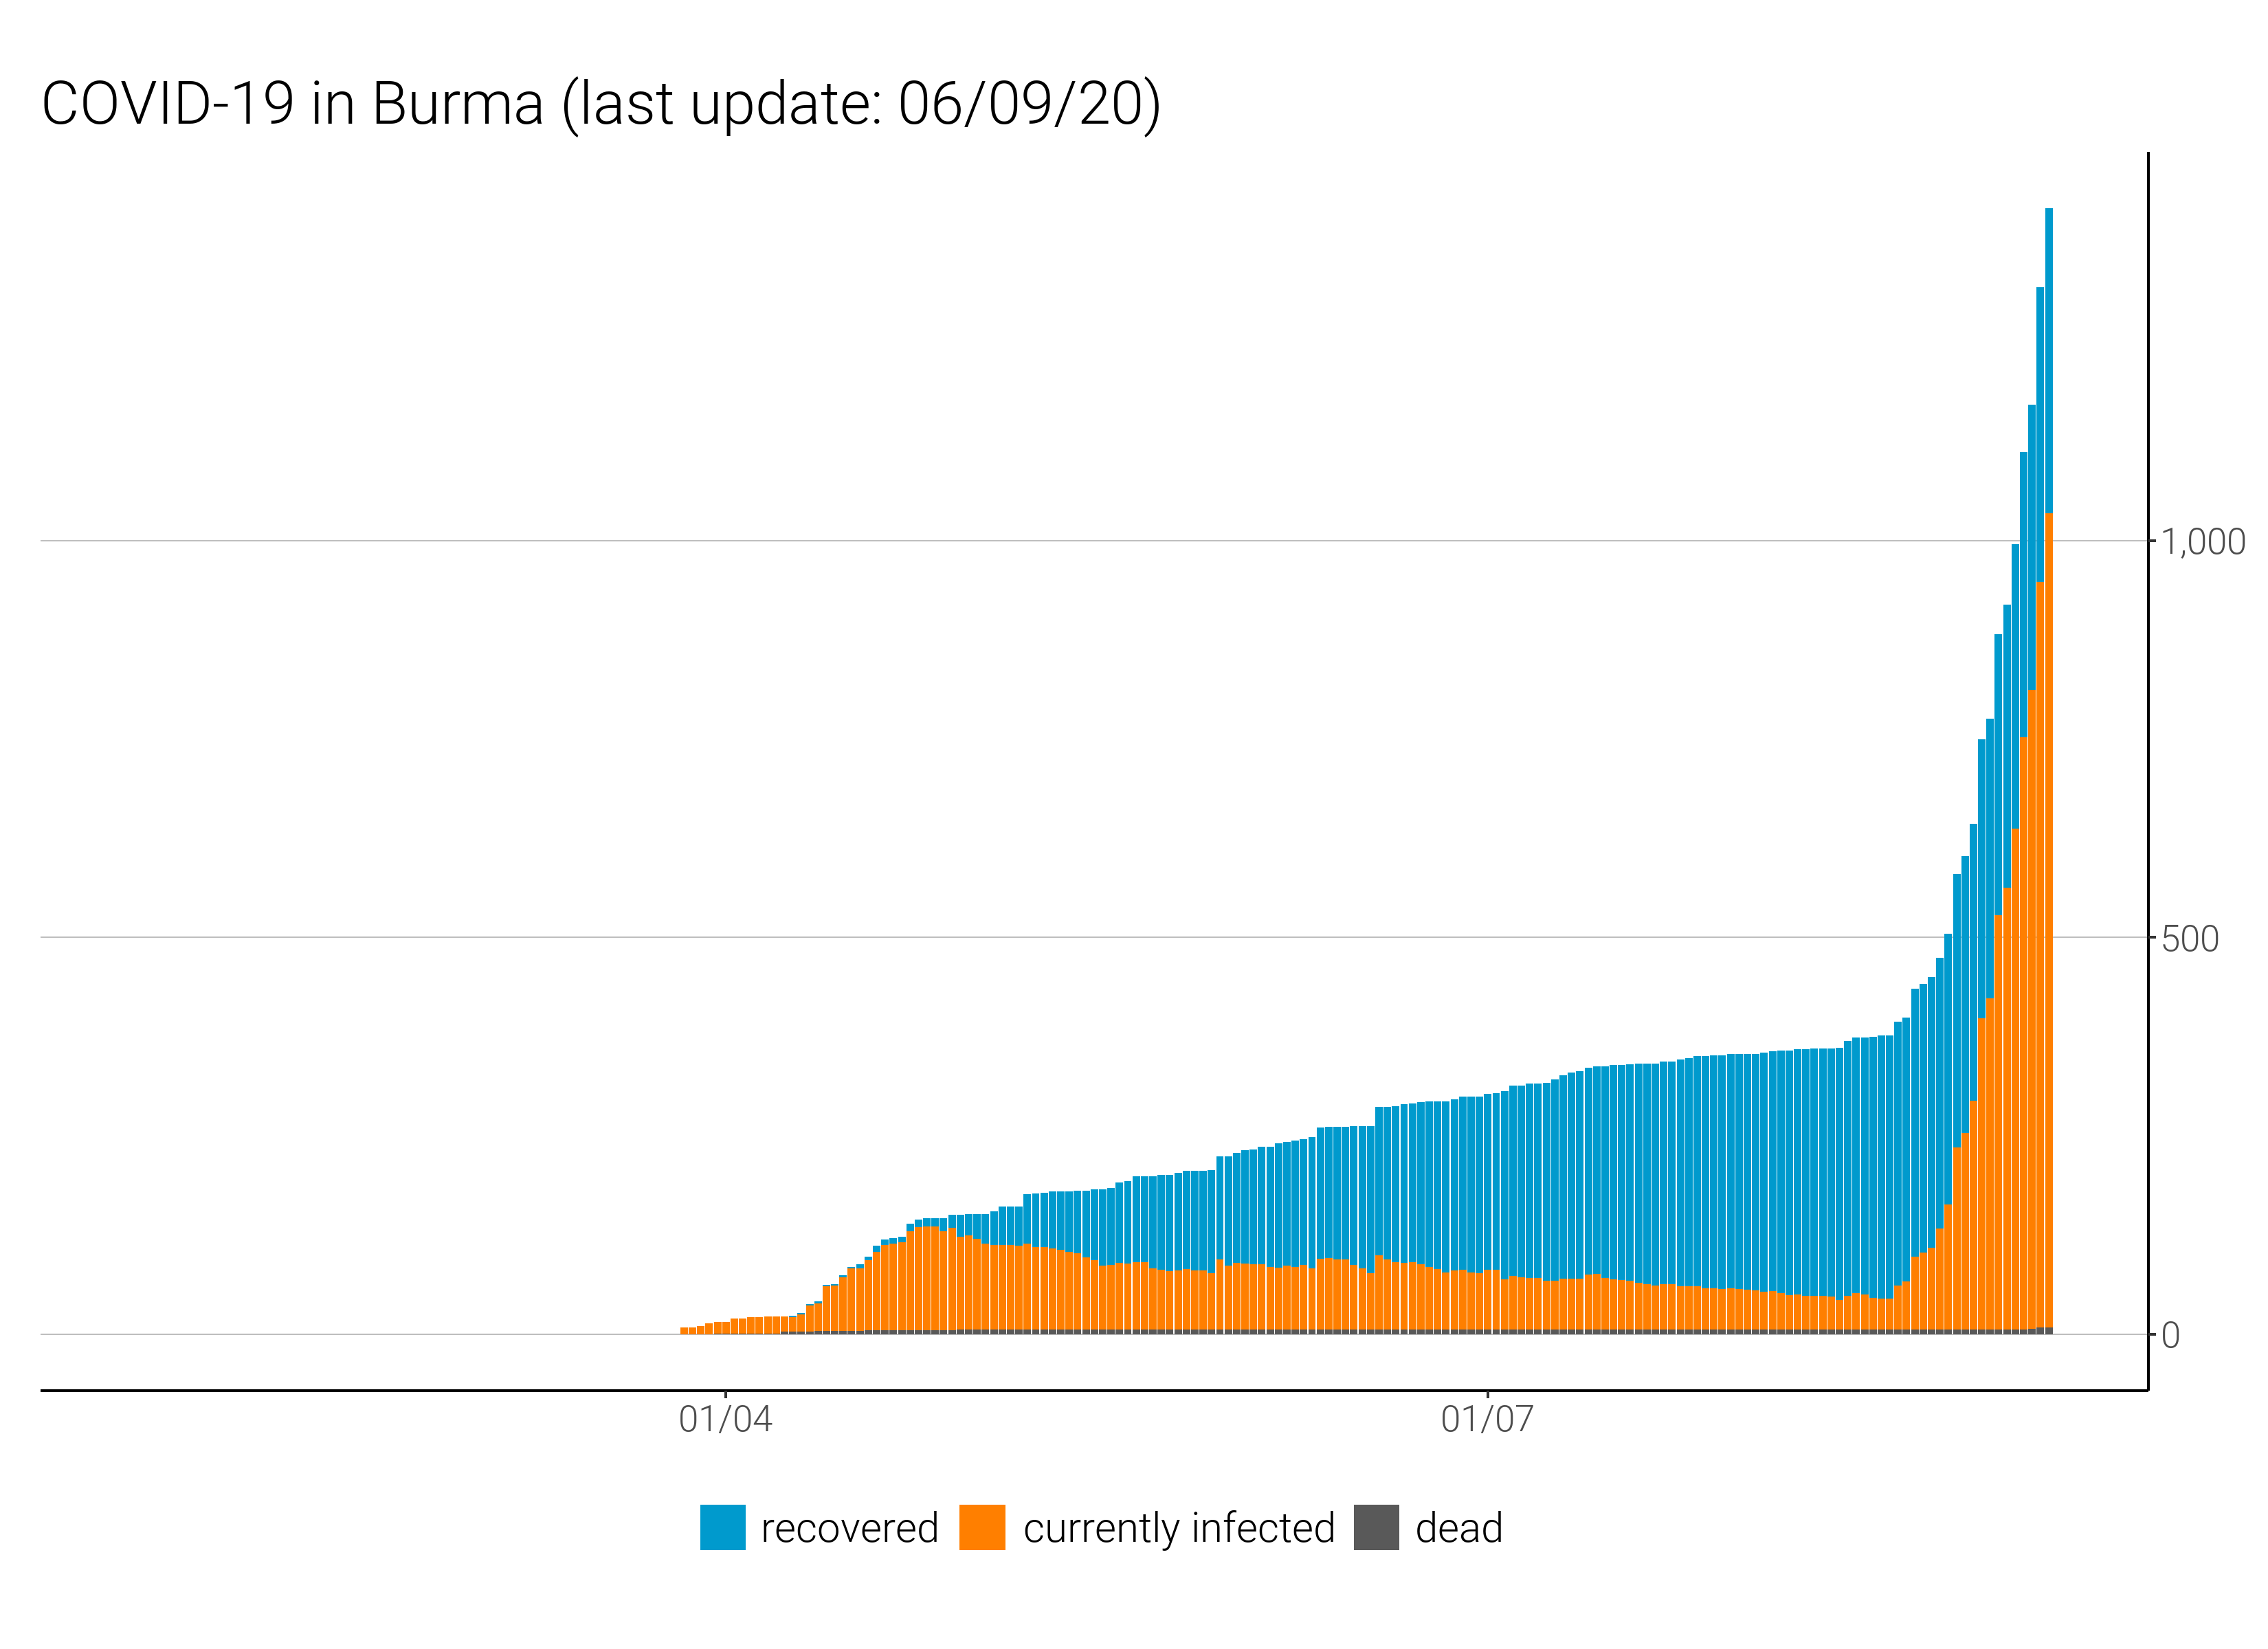 COVID-19 in Burma (last update: 06/09/20)
1,000
500
0
01/04 01/07
recovered currently infected dead